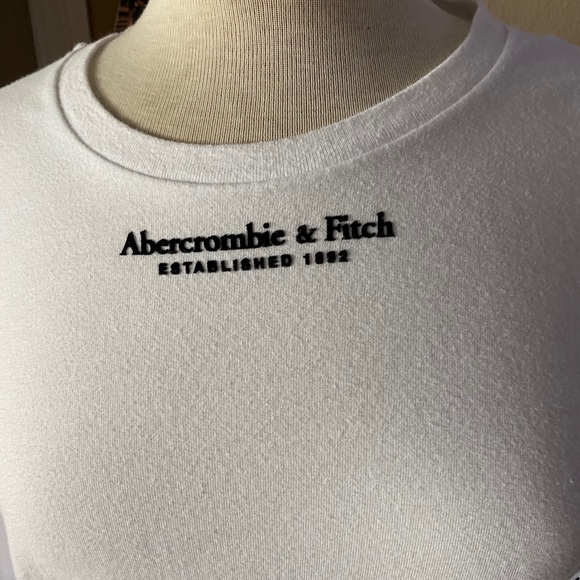 Abercrombie & Fitch
ESTABLISHED 1892